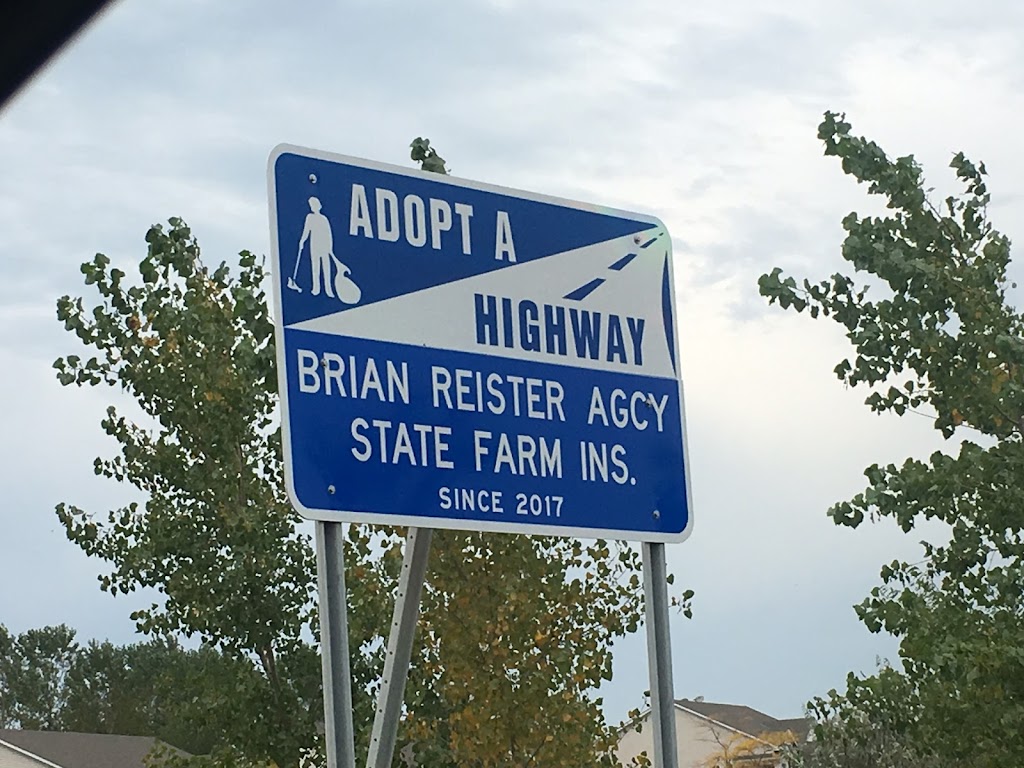 ADOPT A
HIGHWAY
BRIAN REISTER AGCY
STATE FARM INS.
SINCE 2017